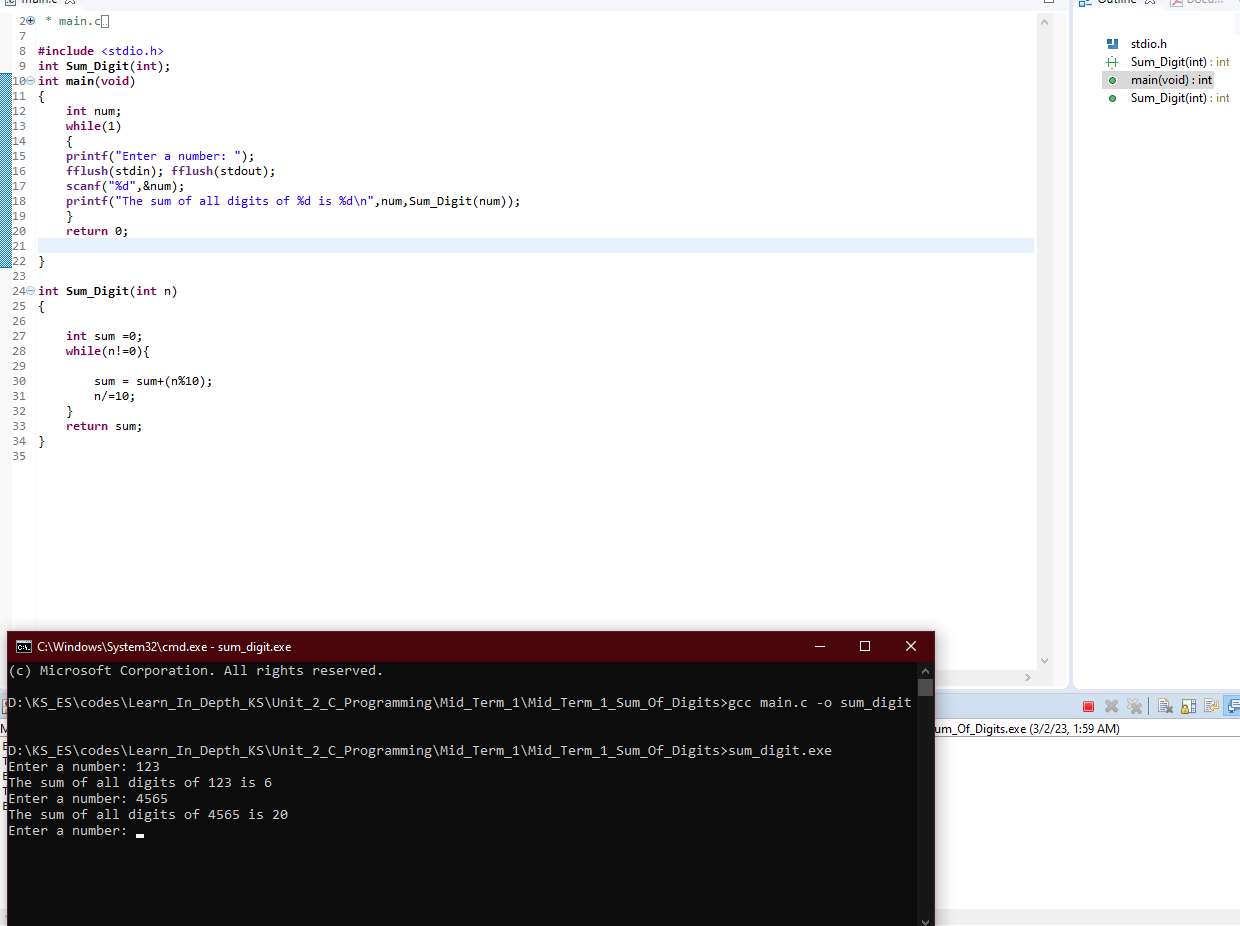 main.c
2 * main.c
7
8 #include <stdio.h>
9 int Sum_Digit(int);
10 int main(void)
11 {
12     int num;
13     while(1)
14     {
15     printf("Enter a number: ");
16     fflush(stdin); fflush(stdout);
17     scanf("%d",&num);
18     printf("The sum of all digits of %d is %d\n",num,Sum_Digit(num));
19     }
20     return 0;
21
22 }
23
24 int Sum_Digit(int n)
25 {
26
27     int sum =0;
28     while(n!=0){
29
30         sum = sum+(n%10);
31         n/=10;
32     }
33     return sum;
34 }
35
Outline
stdio.h
Sum_Digit(int) : int
main(void) : int
Sum_Digit(int) : int
C:\Windows\System32\cmd.exe - sum_digit.exe
(c) Microsoft Corporation. All rights reserved.
D:\KS_ES\codes\Learn_In_Depth_KS\Unit_2_C_Programming\Mid_Term_1\Mid_Term_1_Sum_Of_Digits>gcc main.c -o sum_digit
D:\KS_ES\codes\Learn_In_Depth_KS\Unit_2_C_Programming\Mid_Term_1\Mid_Term_1_Sum_Of_Digits>sum_digit.exe
Enter a number: 123
The sum of all digits of 123 is 6
Enter a number: 4565
The sum of all digits of 4565 is 20
Enter a number:
um_Of_Digits.exe (3/2/23, 1:59 AM)